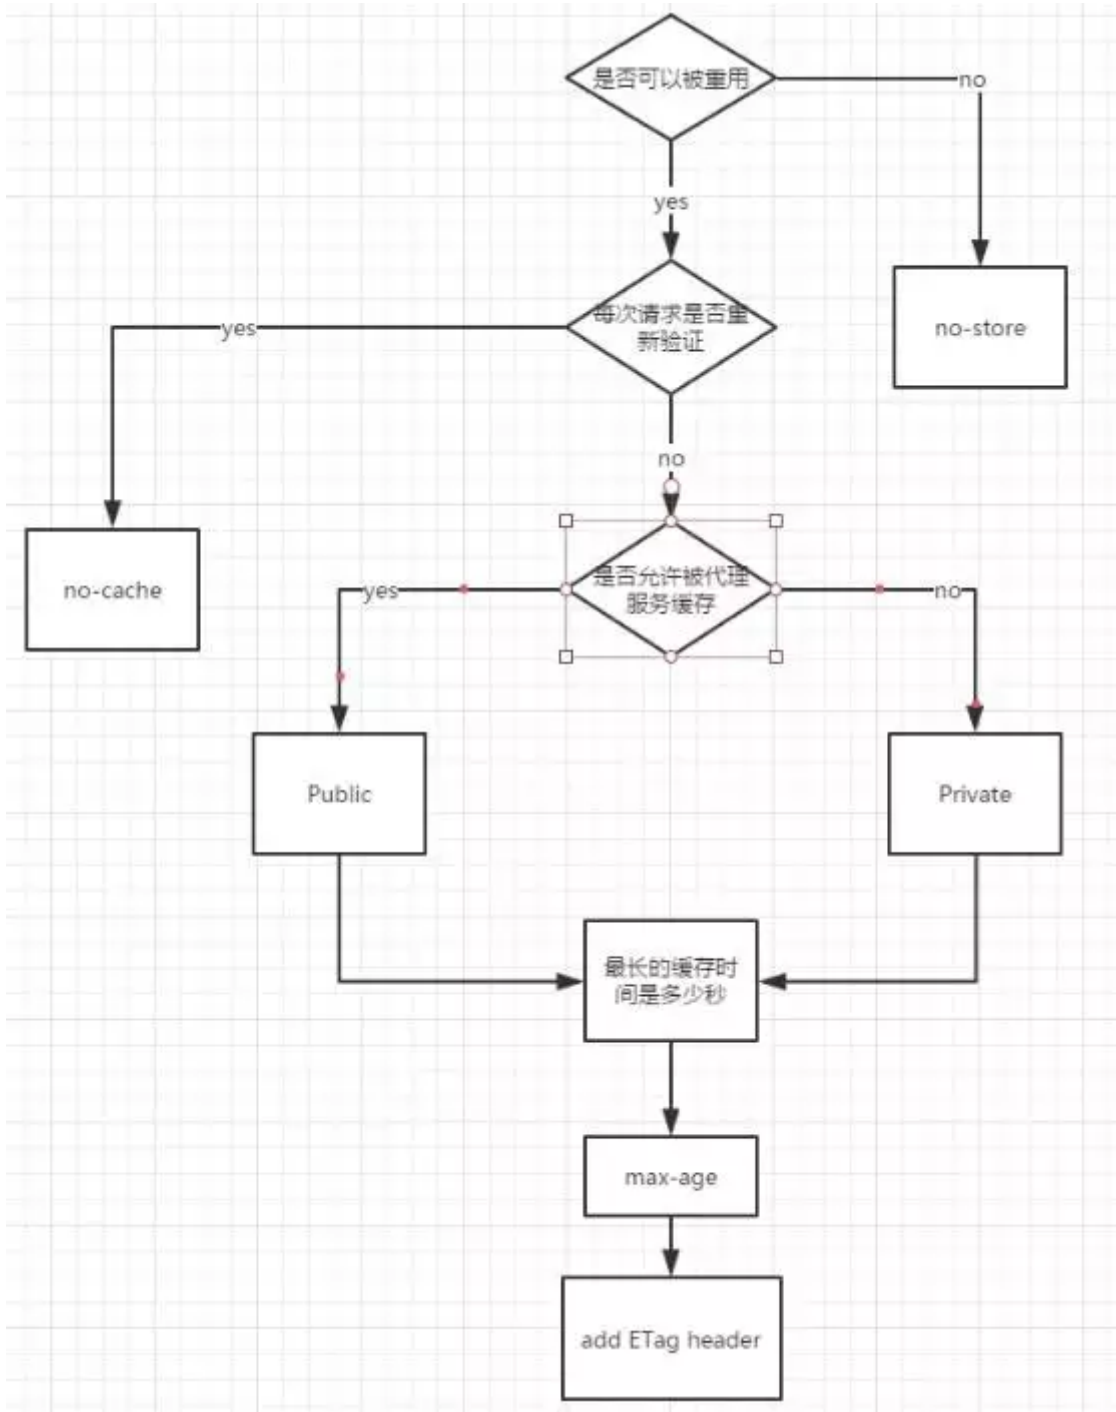 是否可以被重用
no
yes
每次请求是否重
新验证
yes
no-store
no
是否允许被代理
服务缓存
yes
no
no-cache
Public
Private
最长的缓存时
间是多少秒
max-age
add ETag header